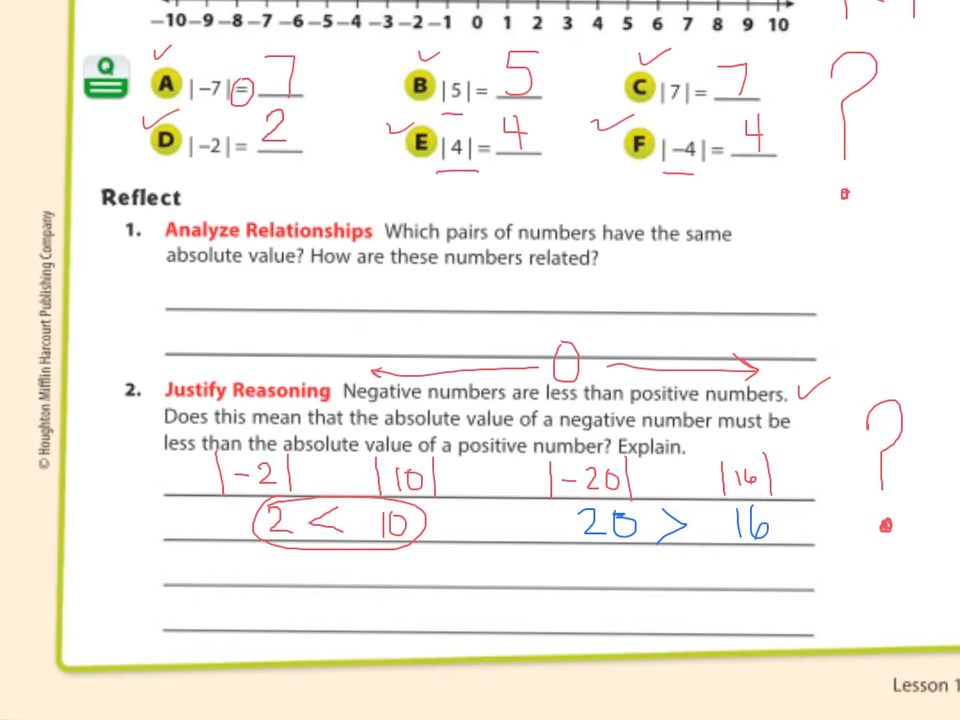 −10 −9 −8 −7 −6 −5 −4 −3 −2 −1 0 1 2 3 4 5 6 7 8 9 10
Q
A |−7| = 7 B |5| = 5 C |7| = 7
D |−2| = 2 E |4| = 4 F |−4| = 4
?
Reflect
1. Analyze Relationships Which pairs of numbers have the same
absolute value? How are these numbers related?
0
2. Justify Reasoning Negative numbers are less than positive numbers.
Does this mean that the absolute value of a negative number must be
less than the absolute value of a positive number? Explain.
?
|−2| |10| |−20| |16|
2 < 10 20 > 16
© Houghton Mifflin Harcourt Publishing Company
Lesson 1